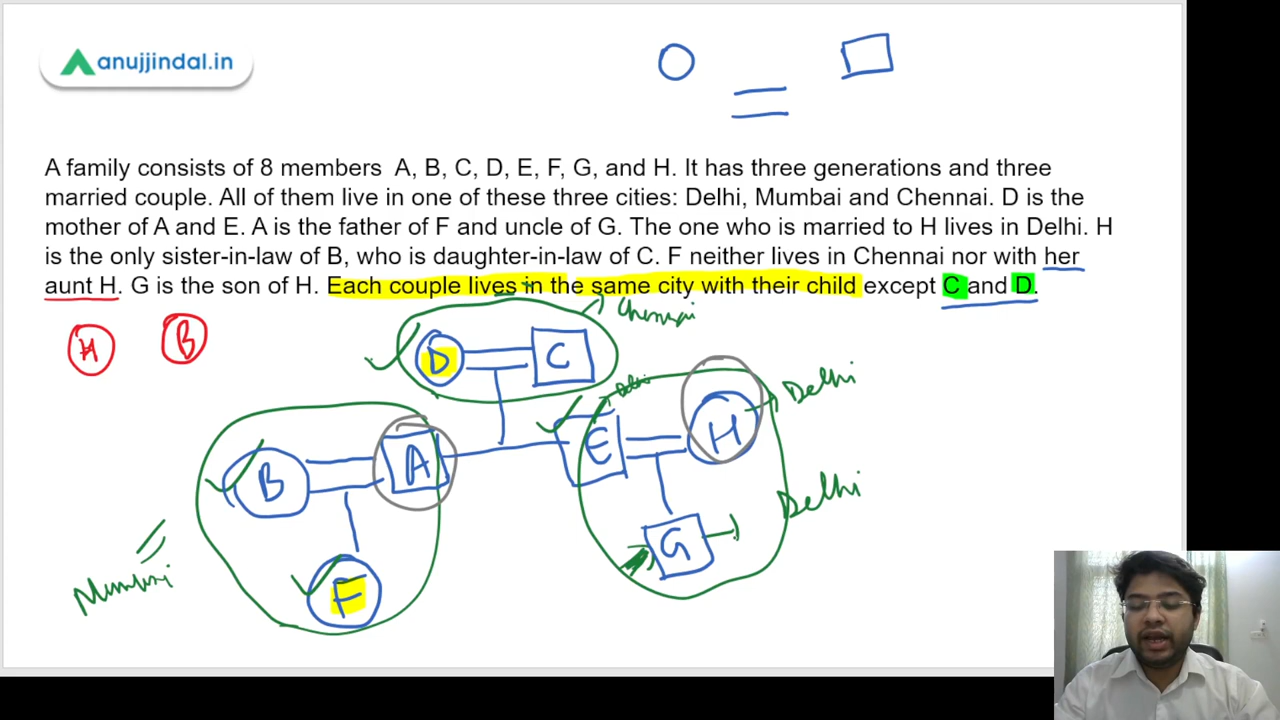 anujjindal.in
A family consists of 8 members A, B, C, D, E, F, G, and H. It has three generations and three
married couple. All of them live in one of these three cities: Delhi, Mumbai and Chennai. D is the
mother of A and E. A is the father of F and uncle of G. The one who is married to H lives in Delhi. H
is the only sister-in-law of B, who is daughter-in-law of C. F neither lives in Chennai nor with her
aunt H. G is the son of H. Each couple lives in the same city with their child except C and D.
Chennai
H B
D C
Delhi Delhi
B A E H
Delhi
G
Mumbai
F